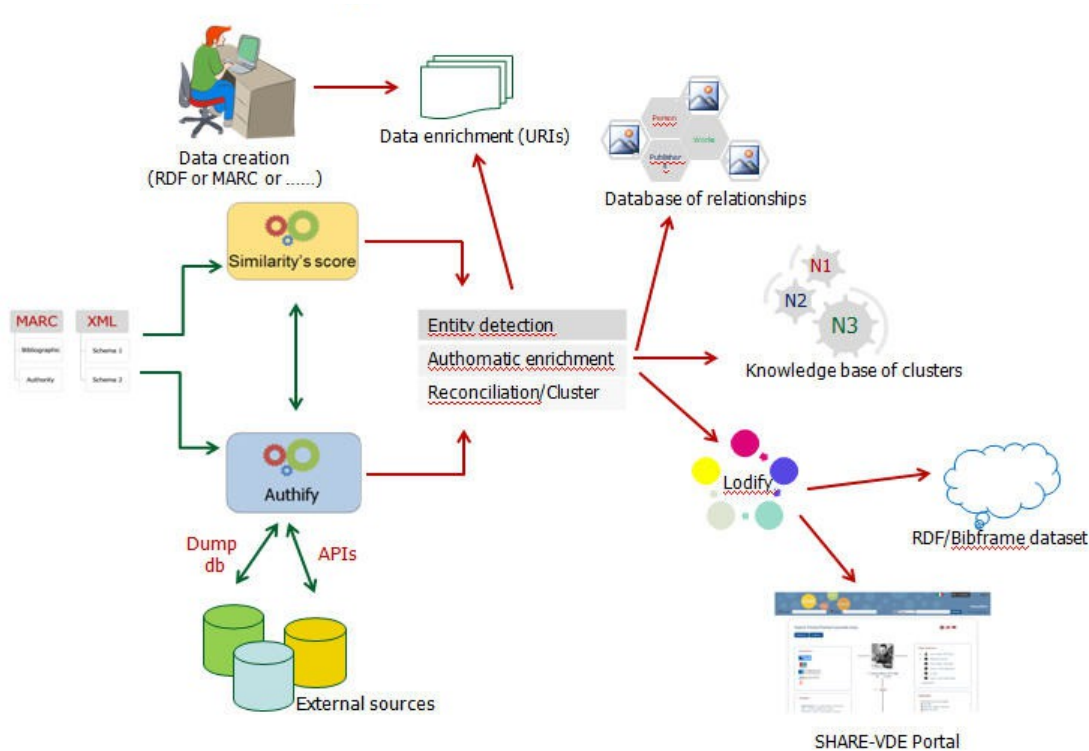 Data creation
(RDF or MARC or ......)
Data enrichment (URIs)
Person
Works
Publisher
s
Database of relationships
Similarity's score
N1
N2
N3
Knowledge base of clusters
MARC
XML
Bibliographic
Schema 1
Authority
Schema 2
Entity detection
Authomatic enrichment
Reconciliation/Cluster
Authify
Lodify
RDF/Bibframe dataset
Dump
db
APIs
External sources
SHARE-VDE Portal